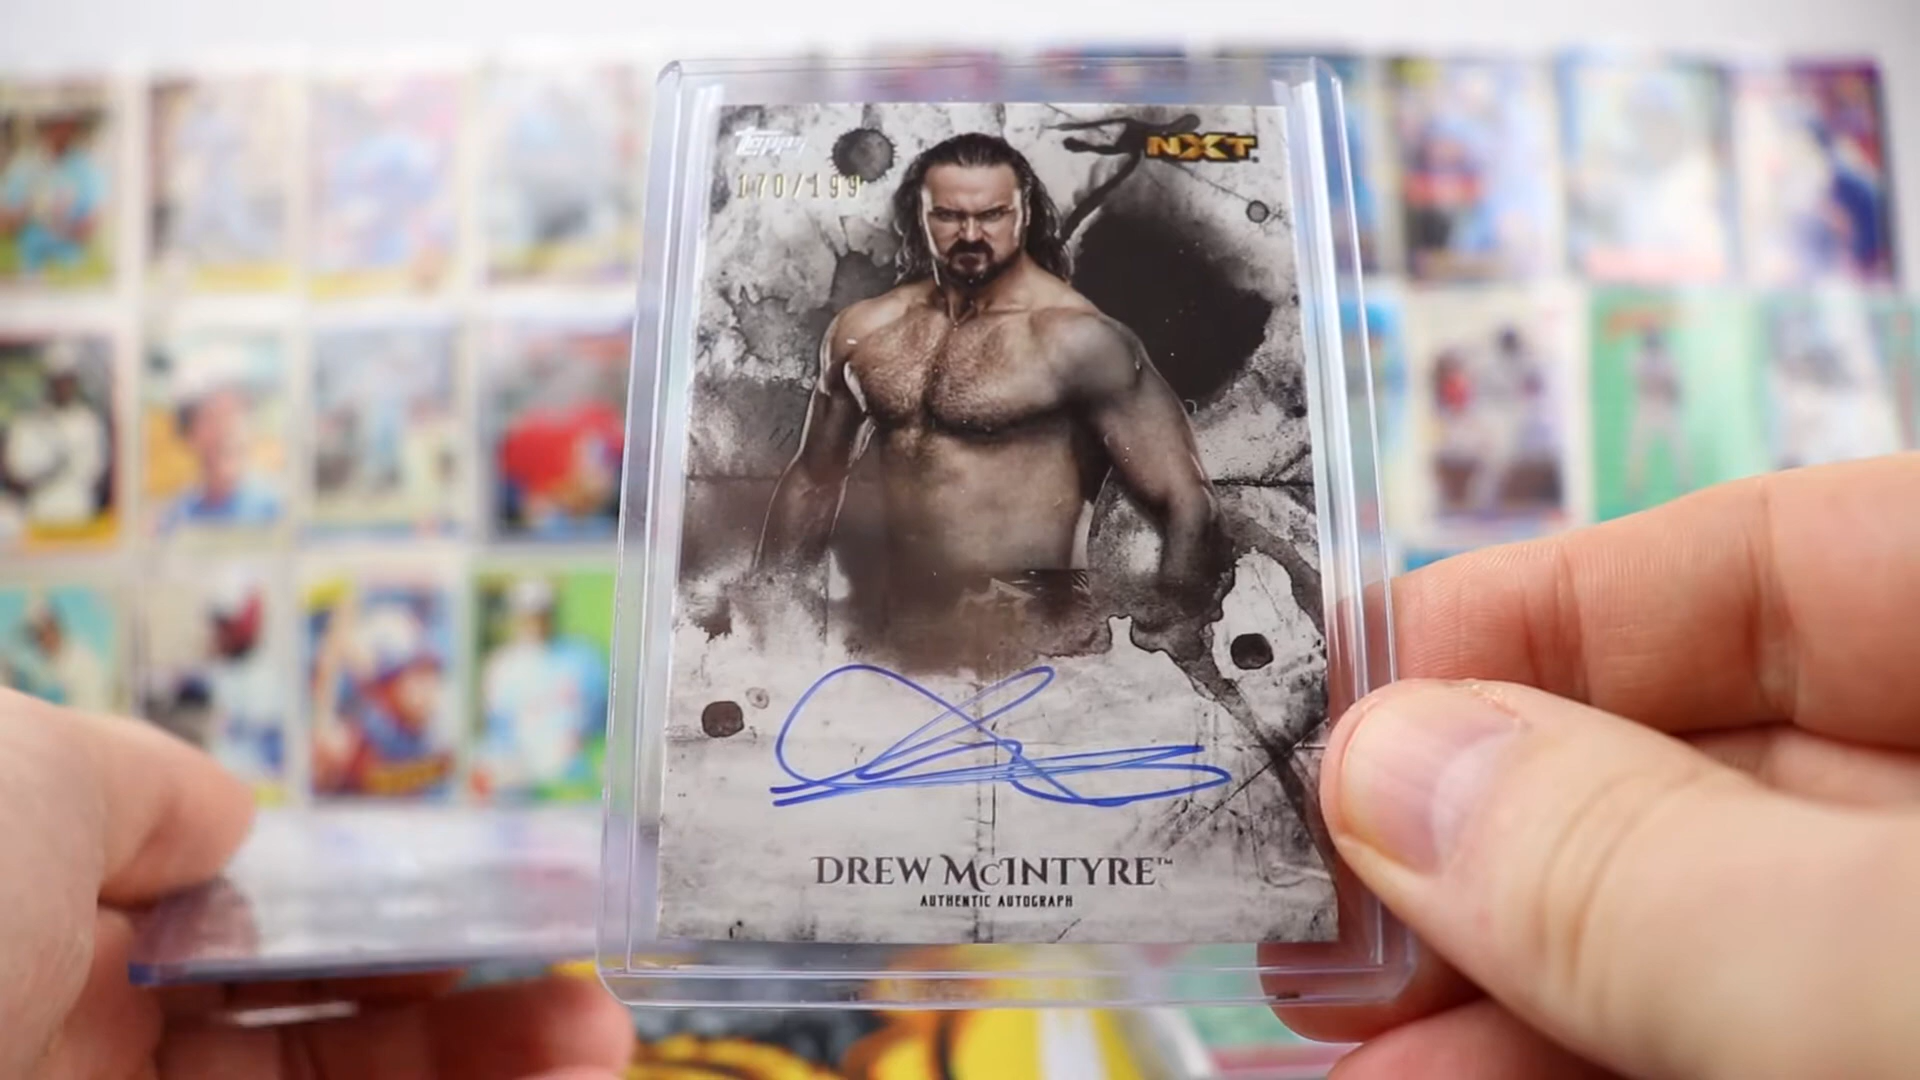 Topps
NXT
170/199
DREW McINTYRE™
AUTHENTIC AUTOGRAPH